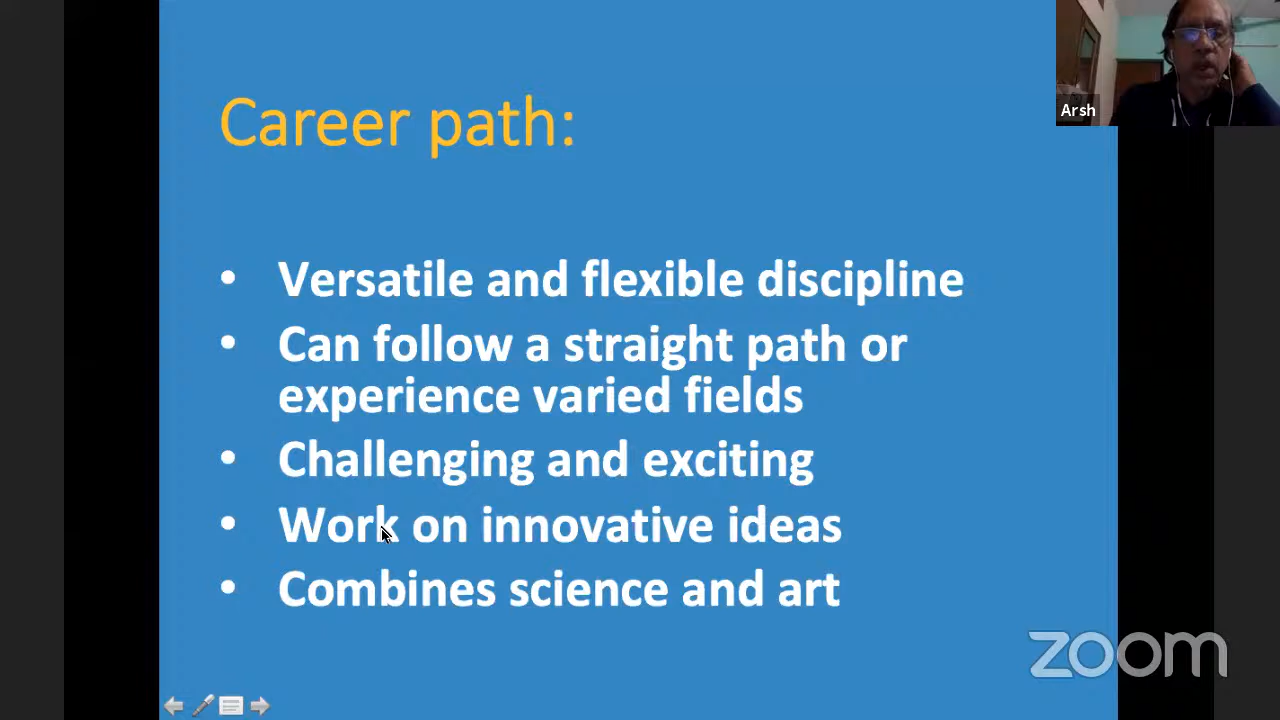 Arsh
Career path:
• Versatile and flexible discipline
• Can follow a straight path or
experience varied fields
• Challenging and exciting
• Work on innovative ideas
• Combines science and art
zoom